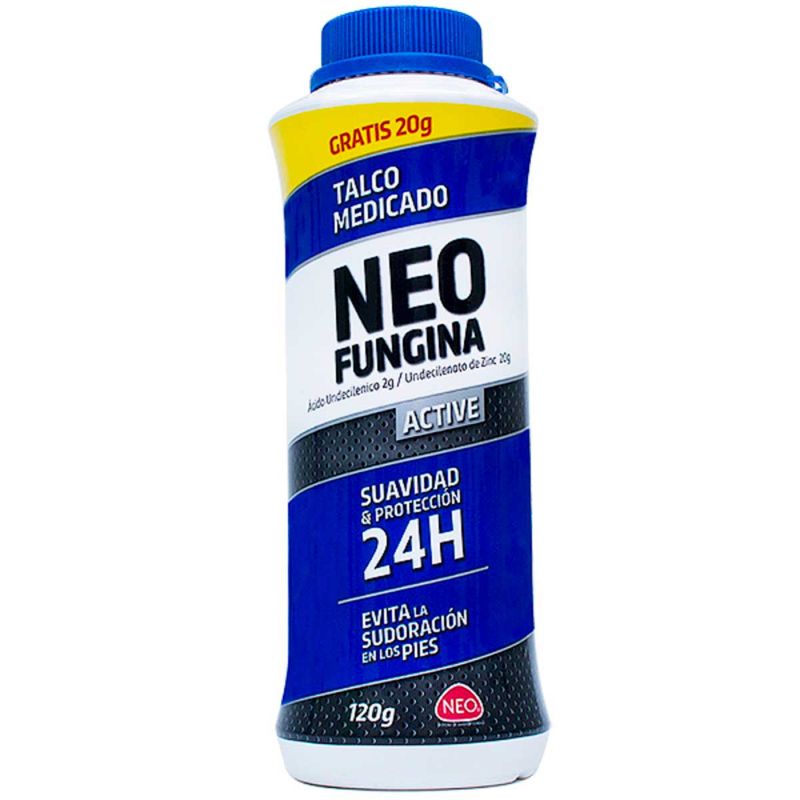 GRATIS 20g
TALCO
MEDICADO
NEO
FUNGINA
Ácido Undecilenico 2g / Undecilenato de Zinc 20g
ACTIVE
SUAVIDAD
& PROTECCIÓN
24H
EVITA LA
SUDORACIÓN
EN LOS PIES
120g
NEO